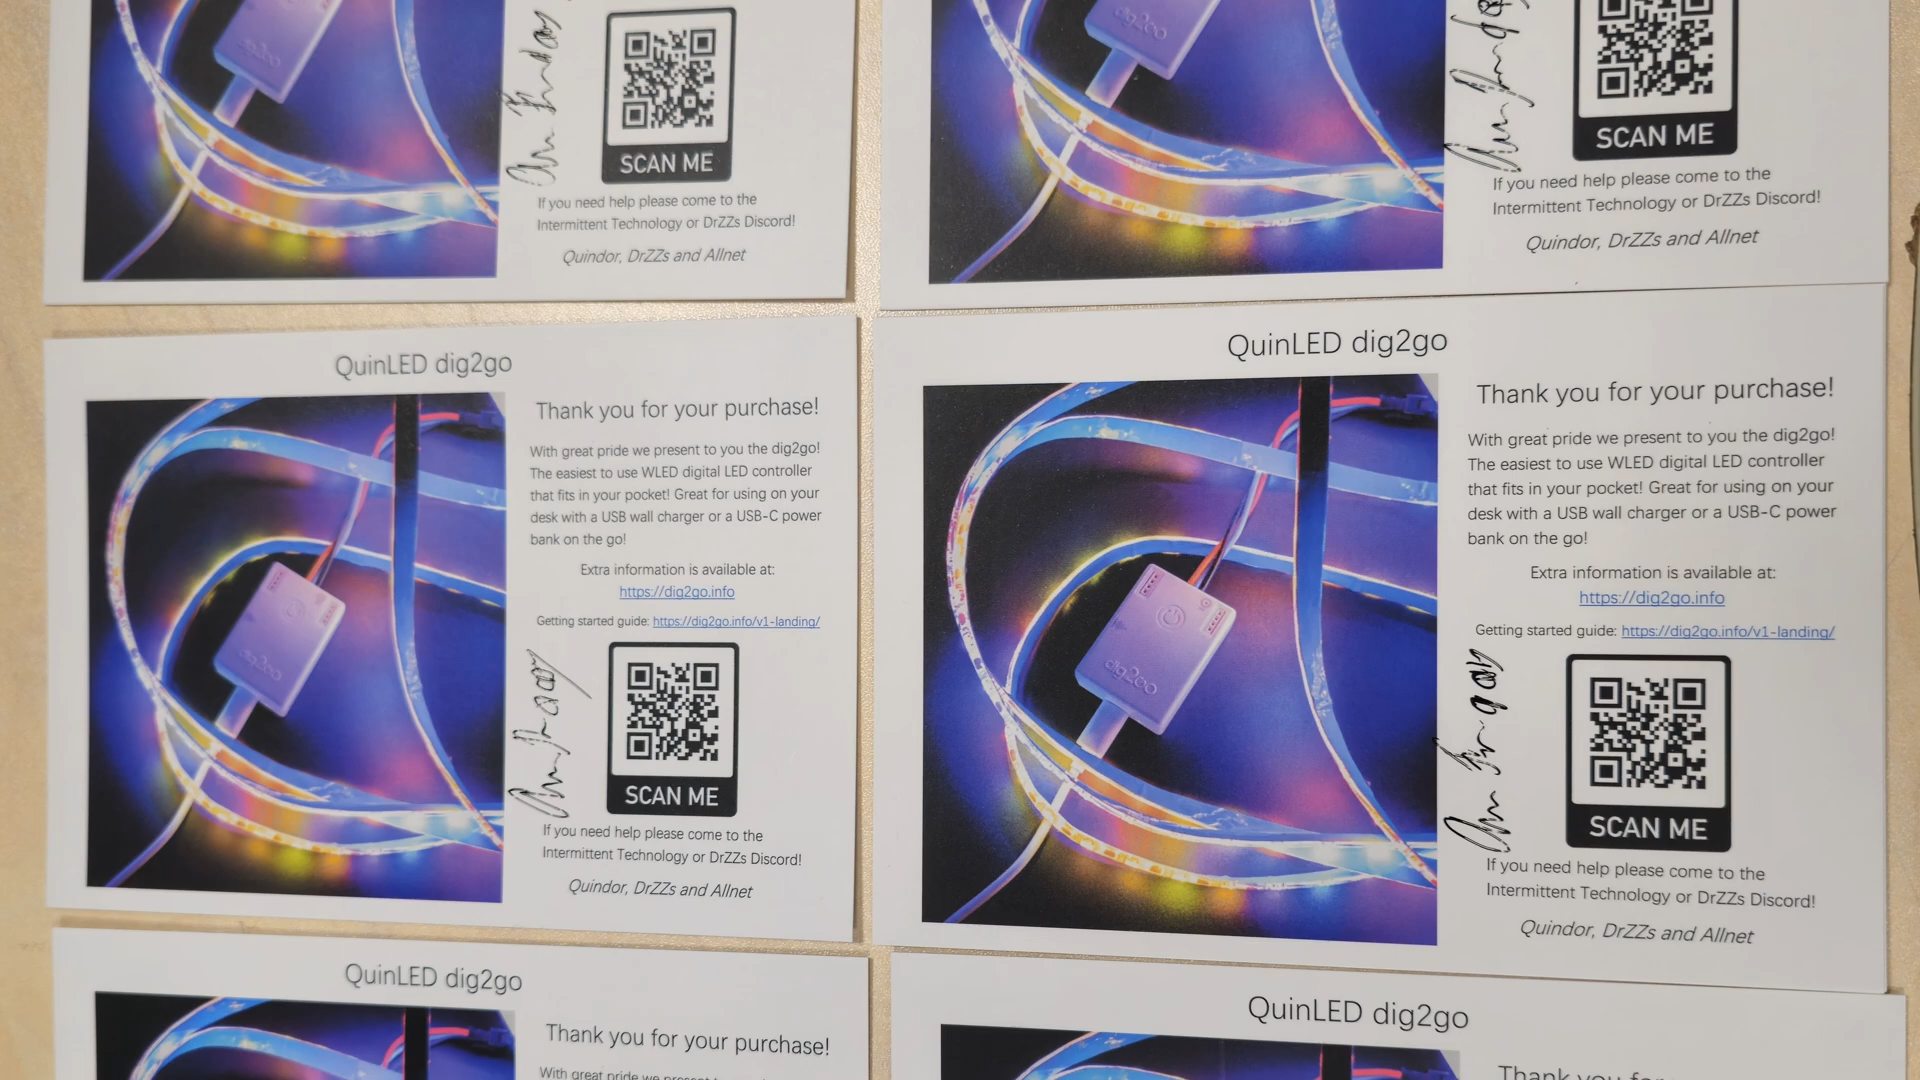 dig2go
SCAN ME
If you need help please come to the
Intermittent Technology or DrZZs Discord!
Quindor, DrZZs and Allnet
dig2go
SCAN ME
If you need help please come to the
Intermittent Technology or DrZZs Discord!
Quindor, DrZZs and Allnet
QuinLED dig2go
Thank you for your purchase!
With great pride we present to you the dig2go!
The easiest to use WLED digital LED controller
that fits in your pocket! Great for using on your
desk with a USB wall charger or a USB-C power
bank on the go!
Extra information is available at:
https://dig2go.info
Getting started guide: https://dig2go.info/v1-landing/
dig2go
SCAN ME
If you need help please come to the
Intermittent Technology or DrZZs Discord!
Quindor, DrZZs and Allnet
QuinLED dig2go
Thank you for your purchase!
With great pride we present to you the dig2go!
The easiest to use WLED digital LED controller
that fits in your pocket! Great for using on your
desk with a USB wall charger or a USB-C power
bank on the go!
Extra information is available at:
https://dig2go.info
Getting started guide: https://dig2go.info/v1-landing/
dig2go
SCAN ME
If you need help please come to the
Intermittent Technology or DrZZs Discord!
Quindor, DrZZs and Allnet
QuinLED dig2go
Thank you for your purchase!
With great pride we
QuinLED dig2go
Thank you for